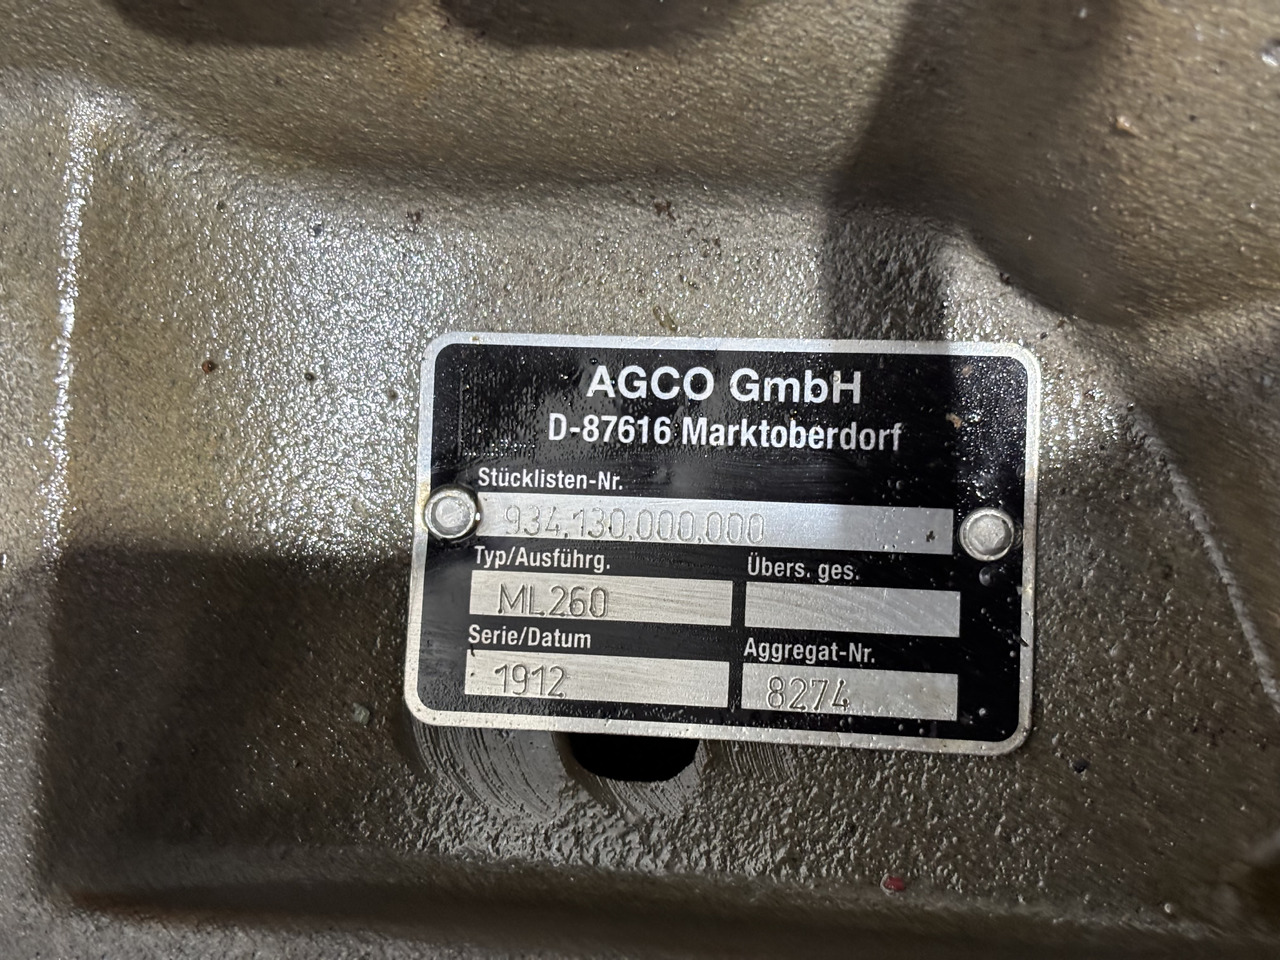 AGCO GmbH
D-87616 Marktoberdorf
Stücklisten-Nr.
934.130.000.000
Typ/Ausführg.
Übers. ges.
ML260
Serie/Datum
Aggregat-Nr.
1912
8274